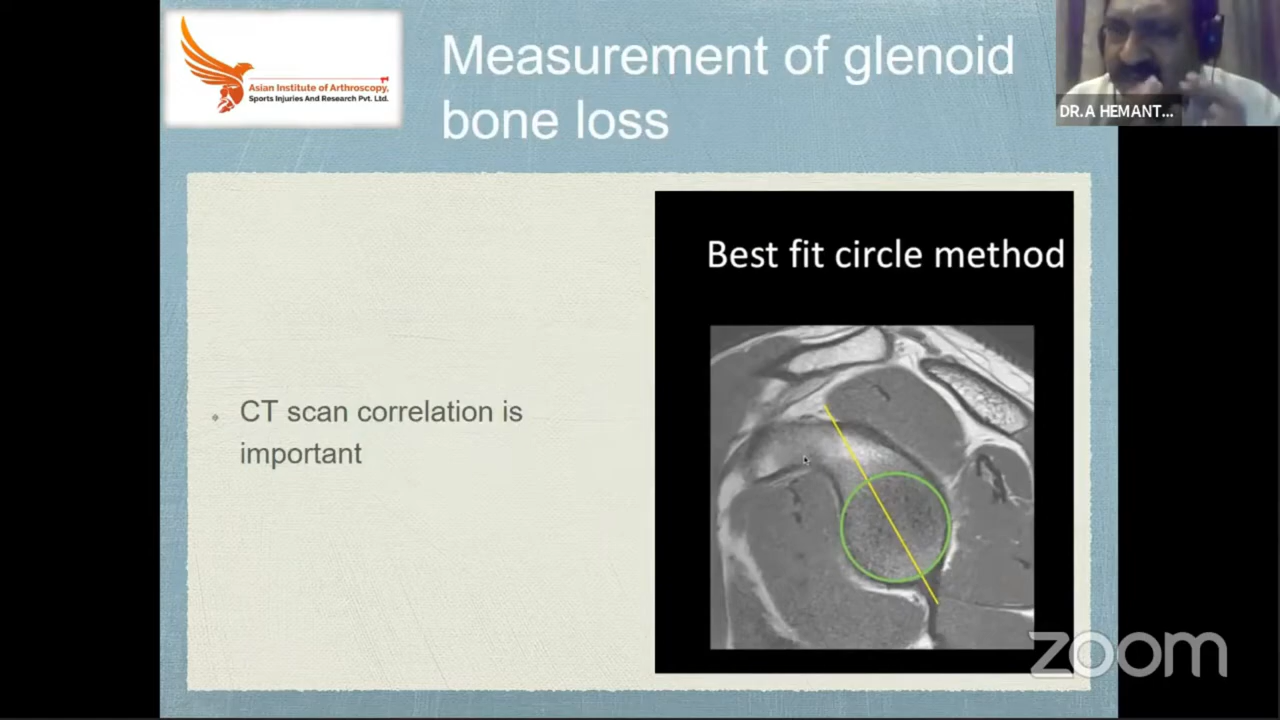 Asian Institute of Arthroscopy,
Sports Injuries And Research Pvt. Ltd.
Measurement of glenoid
bone loss
DR.A HEMANT...
Best fit circle method
CT scan correlation is
important
zoom